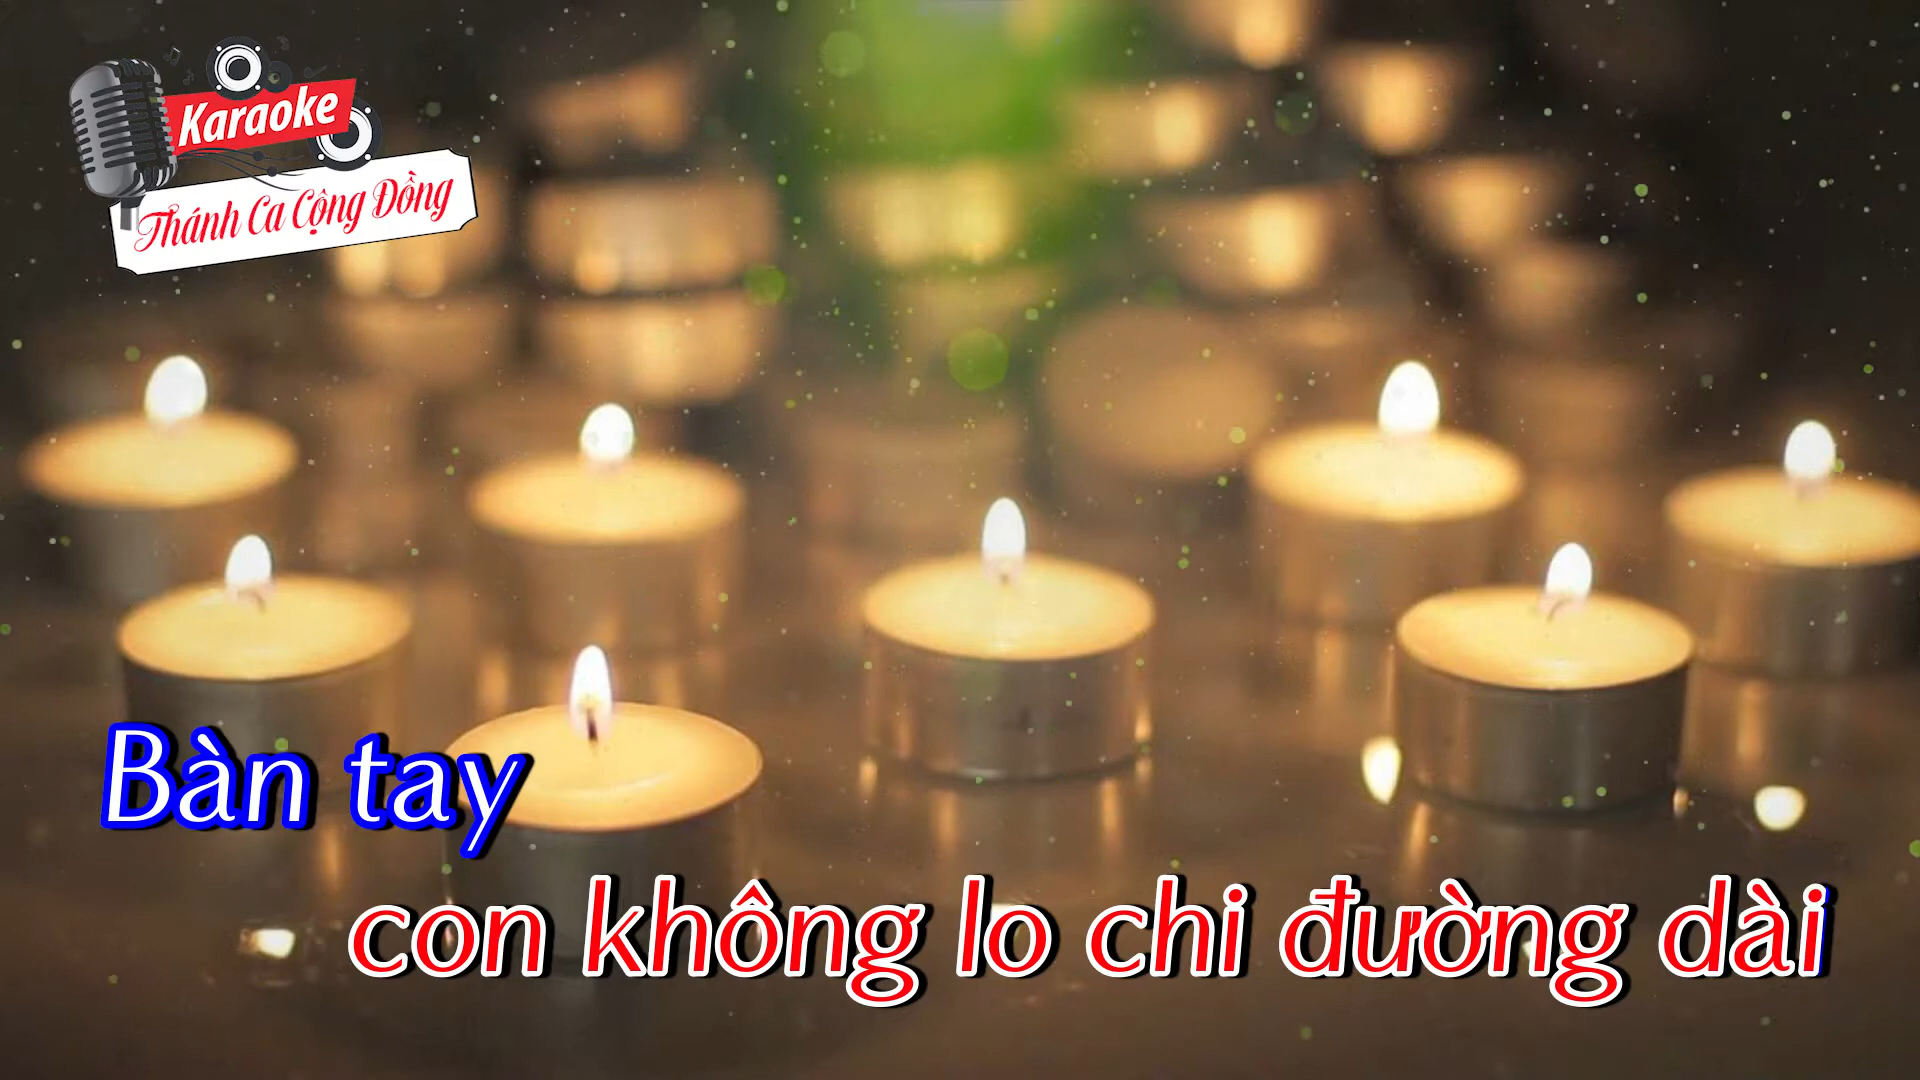 Karaoke
Thánh Ca Cộng Đồng
Bàn tay
con không lo chi đường dài